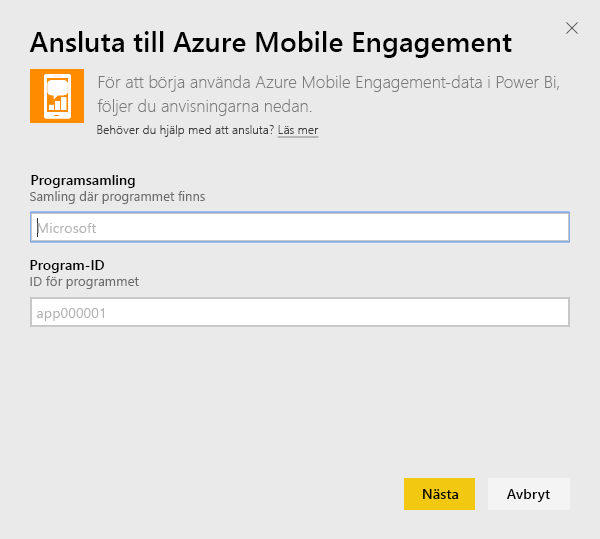 Ansluta till Azure Mobile Engagement
För att börja använda Azure Mobile Engagement-data i Power Bi,
följer du anvisningarna nedan.
Behöver du hjälp med att ansluta? Läs mer
Programsamling
Samling där programmet finns
Microsoft
Program-ID
ID för programmet
app000001
Nästa Avbryt